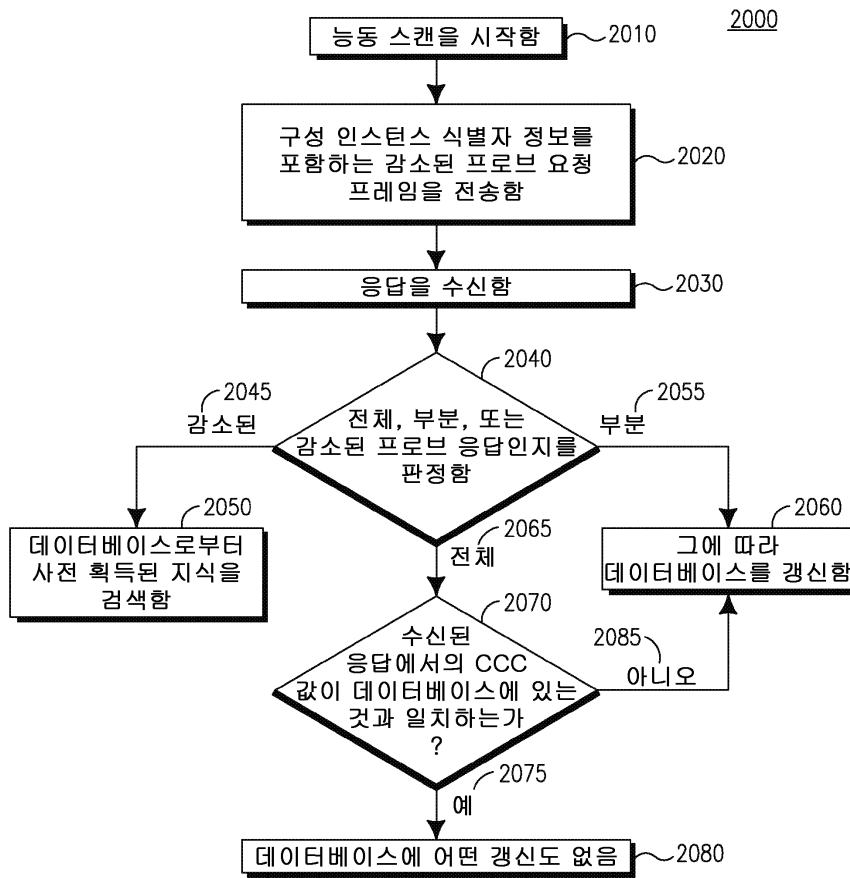 2000
능동 스캔을 시작함
2010
구성 인스턴스 식별자 정보를
포함하는 감소된 프로브 요청
프레임을 전송함
2020
응답을 수신함
2030
2040
전체, 부분, 또는
감소된 프로브 응답인지를
판정함
2045
감소된
2055
부분
2050
데이터베이스로부터
사전 획득된 지식을
검색함
2065
전체
2060
그에 따라
데이터베이스를 갱신함
2070
수신된
응답에서의 CCC
값이 데이터베이스에 있는
것과 일치하는가
?
2085
아니오
2075
예
데이터베이스에 어떤 갱신도 없음
2080